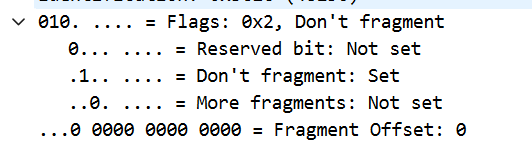 010. .... = Flags: 0x2, Don't fragment
0... .... = Reserved bit: Not set
.1.. .... = Don't fragment: Set
..0. .... = More fragments: Not set
...0 0000 0000 0000 = Fragment Offset: 0